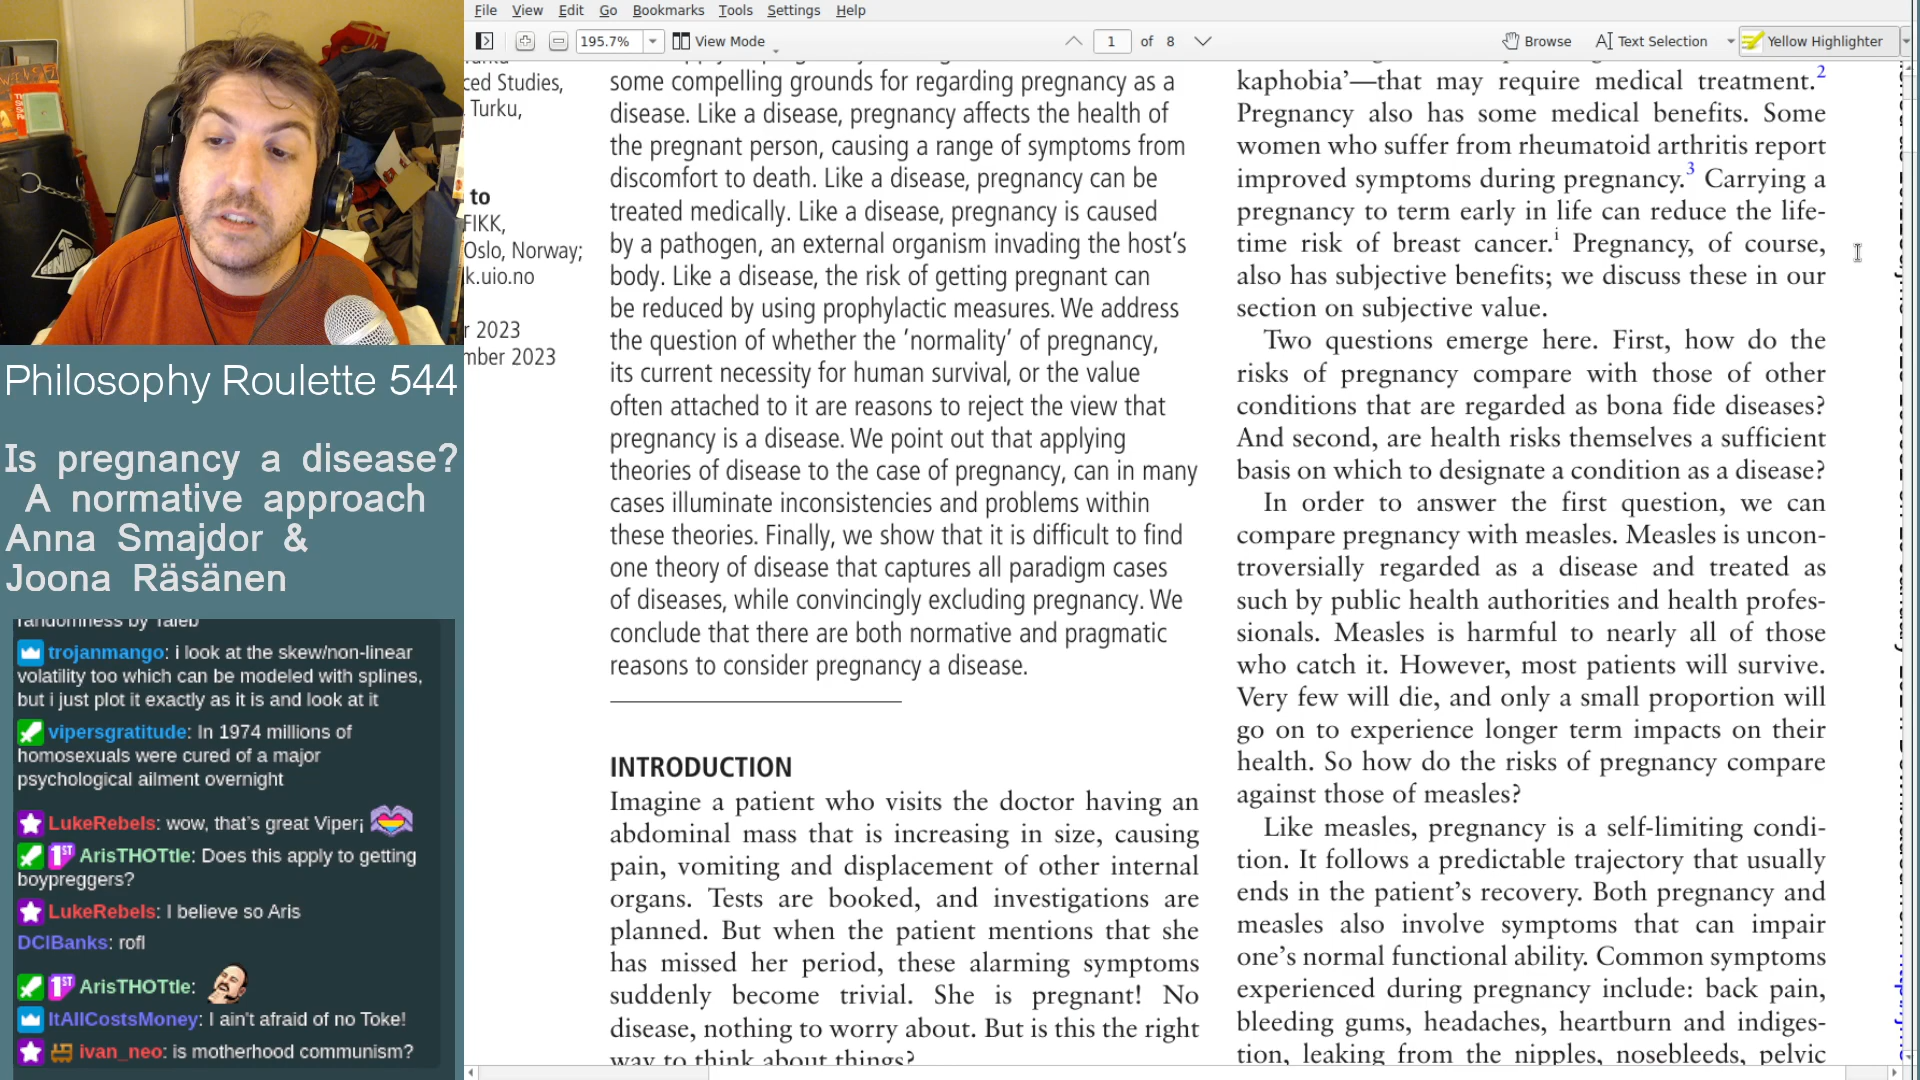 File View Edit Go Bookmarks Tools Settings Help
195.7% View Mode 1 of 8 Browse Text Selection Yellow Highlighter
ced Studies,
Turku,
to
FIKK,
Oslo, Norway;
k.uio.no
r 2023
mber 2023
some compelling grounds for regarding pregnancy as a
disease. Like a disease, pregnancy affects the health of
the pregnant person, causing a range of symptoms from
discomfort to death. Like a disease, pregnancy can be
treated medically. Like a disease, pregnancy is caused
by a pathogen, an external organism invading the host's
body. Like a disease, the risk of getting pregnant can
be reduced by using prophylactic measures. We address
the question of whether the 'normality' of pregnancy,
its current necessity for human survival, or the value
often attached to it are reasons to reject the view that
pregnancy is a disease. We point out that applying
theories of disease to the case of pregnancy, can in many
cases illuminate inconsistencies and problems within
these theories. Finally, we show that it is difficult to find
one theory of disease that captures all paradigm cases
of diseases, while convincingly excluding pregnancy. We
conclude that there are both normative and pragmatic
reasons to consider pregnancy a disease.
INTRODUCTION
Imagine a patient who visits the doctor having an
abdominal mass that is increasing in size, causing
pain, vomiting and displacement of other internal
organs. Tests are booked, and investigations are
planned. But when the patient mentions that she
has missed her period, these alarming symptoms
suddenly become trivial. She is pregnant! No
disease, nothing to worry about. But is this the right
way to think about things?
kaphobia'—that may require medical treatment.2
Pregnancy also has some medical benefits. Some
women who suffer from rheumatoid arthritis report
improved symptoms during pregnancy.3 Carrying a
pregnancy to term early in life can reduce the life-
time risk of breast cancer.i Pregnancy, of course,
also has subjective benefits; we discuss these in our
section on subjective value.
Two questions emerge here. First, how do the
risks of pregnancy compare with those of other
conditions that are regarded as bona fide diseases?
And second, are health risks themselves a sufficient
basis on which to designate a condition as a disease?
In order to answer the first question, we can
compare pregnancy with measles. Measles is uncon-
troversially regarded as a disease and treated as
such by public health authorities and health profes-
sionals. Measles is harmful to nearly all of those
who catch it. However, most patients will survive.
Very few will die, and only a small proportion will
go on to experience longer term impacts on their
health. So how do the risks of pregnancy compare
against those of measles?
Like measles, pregnancy is a self-limiting condi-
tion. It follows a predictable trajectory that usually
ends in the patient's recovery. Both pregnancy and
measles also involve symptoms that can impair
one's normal functional ability. Common symptoms
experienced during pregnancy include: back pain,
bleeding gums, headaches, heartburn and indiges-
tion, leaking from the nipples, nosebleeds, pelvic
Philosophy Roulette 544
Is pregnancy a disease?
A normative approach
Anna Smajdor &
Joona Räsänen
randomness by Taleb
trojanmango: i look at the skew/non-linear
volatility too which can be modeled with splines,
but i just plot it exactly as it is and look at it
vipersgratitude: In 1974 millions of
homosexuals were cured of a major
psychological ailment overnight
LukeRebels: wow, that's great Viper¡
1ST ArisTHOTtle: Does this apply to getting
boypreggers?
LukeRebels: I believe so Aris
DCIBanks: rofl
1ST ArisTHOTtle:
ItAllCostsMoney: I ain't afraid of no Toke!
ivan_neo: is motherhood communism?